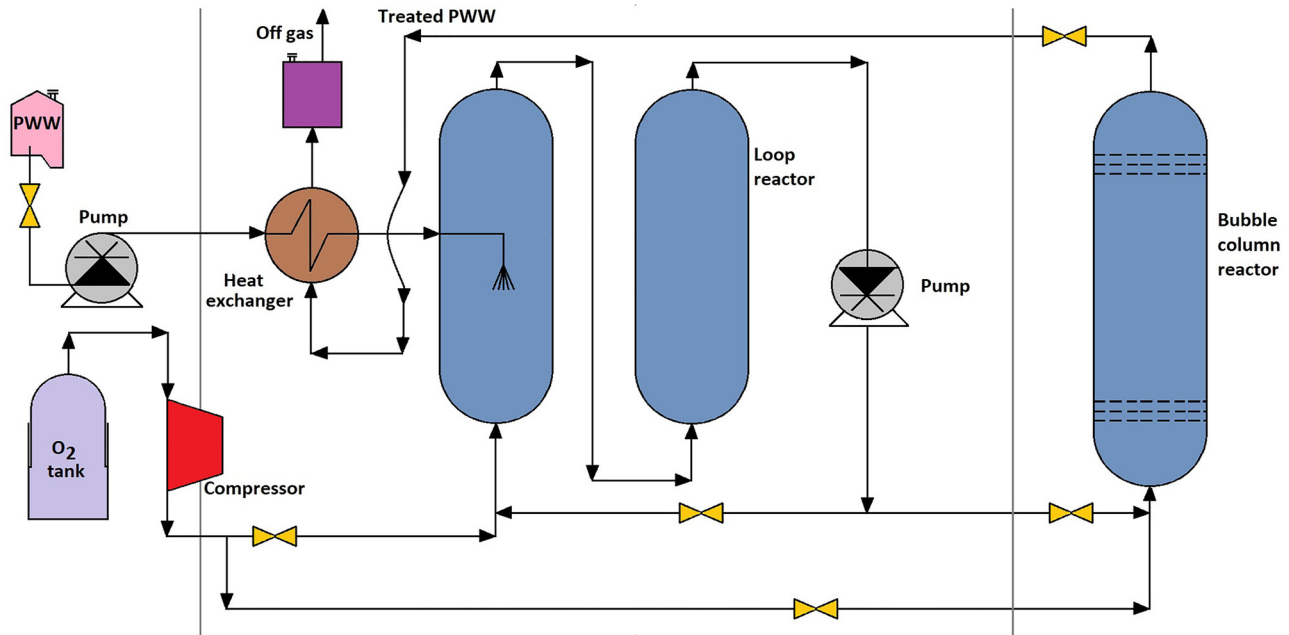 Treated PWW
Off gas
PWW
Loop
reactor
Pump
Bubble
column
reactor
Heat
exchanger
Pump
O2
tank
Compressor